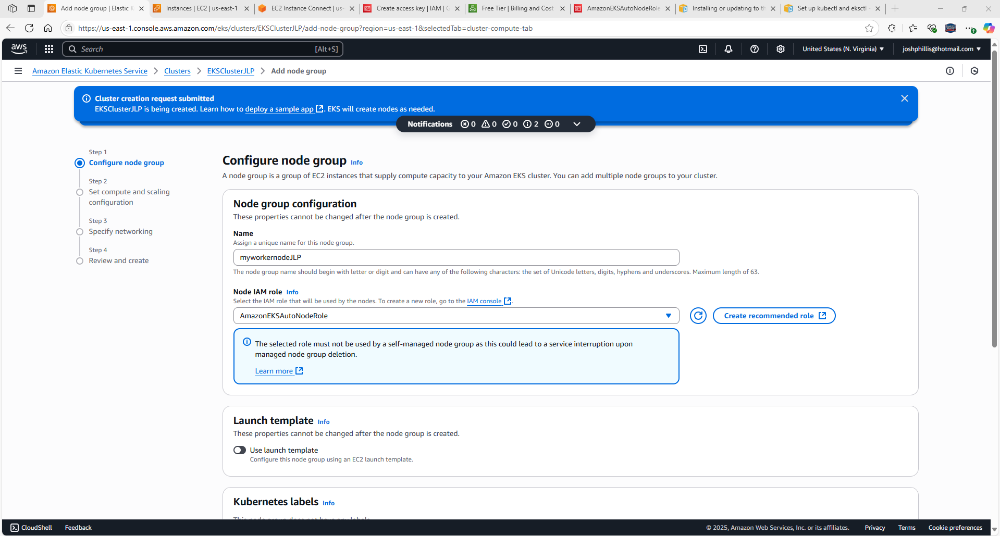 Add node group | Elastic K
Instances | EC2 | us-east-1
EC2 Instance Connect | us-
Create access key | IAM | G
Free Tier | Billing and Cost
AmazonEKSAutoNodeRole
Installing or updating to th
Set up kubectl and eksctl -
https://us-east-1.console.aws.amazon.com/eks/clusters/EKSClusterJLP/add-node-group?region=us-east-1&selectedTab=cluster-compute-tab
aws
Search
[Alt+S]
United States (N. Virginia)
joshphillis@hotmail.com
Amazon Elastic Kubernetes Service
Clusters
EKSClusterJLP
Add node group
Cluster creation request submitted
EKSClusterJLP is being created. Learn how to deploy a sample app. EKS will create nodes as needed.
Notifications 0 0 0 2 0
Step 1
Configure node group
Step 2
Set compute and scaling
configuration
Step 3
Specify networking
Step 4
Review and create
Configure node group Info
A node group is a group of EC2 instances that supply compute capacity to your Amazon EKS cluster. You can add multiple node groups to your cluster.
Node group configuration
These properties cannot be changed after the node group is created.
Name
Assign a unique name for this node group.
myworkernodeJLP
The node group name should begin with letter or digit and can have any of the following characters: the set of Unicode letters, digits, hyphens and underscores. Maximum length of 63.
Node IAM role Info
Select the IAM role that will be used by the nodes. To create a new role, go to the IAM console.
AmazonEKSAutoNodeRole
Create recommended role
The selected role must not be used by a self-managed node group as this could lead to a service interruption upon
managed node group deletion.
Learn more
Launch template Info
These properties cannot be changed after the node group is created.
Use launch template
Configure this node group using an EC2 launch template.
Kubernetes labels Info
This node group does not have any labels.
CloudShell
Feedback
© 2025, Amazon Web Services, Inc. or its affiliates.
Privacy
Terms
Cookie preferences